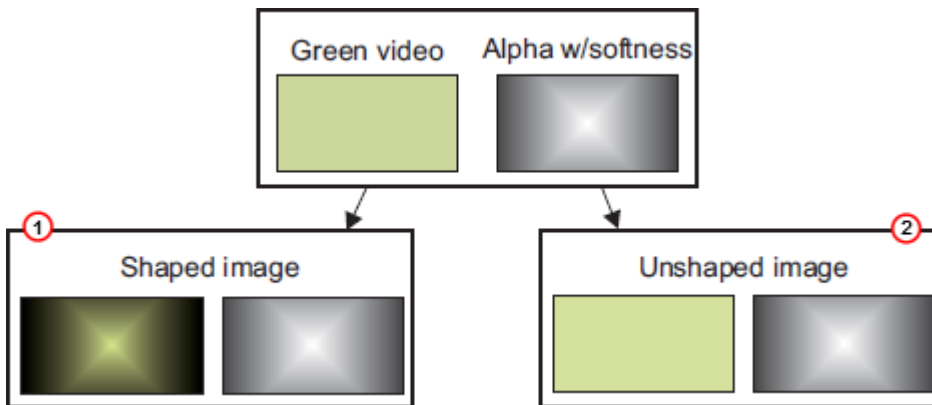 Green video
Alpha w/softness
1
2
Shaped image
Unshaped image